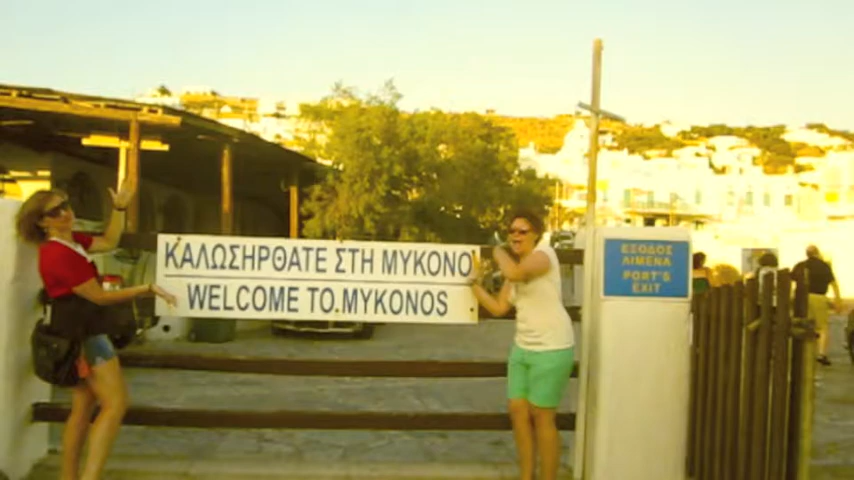 ΚΑΛΩΣΗΡΘΑΤΕ ΣΤΗ ΜΥΚΟΝΟ
WELCOME TO MYKONOS
ΕΞΟΔΟΣ
ΛΙΜΕΝΑ
PORT'S
EXIT